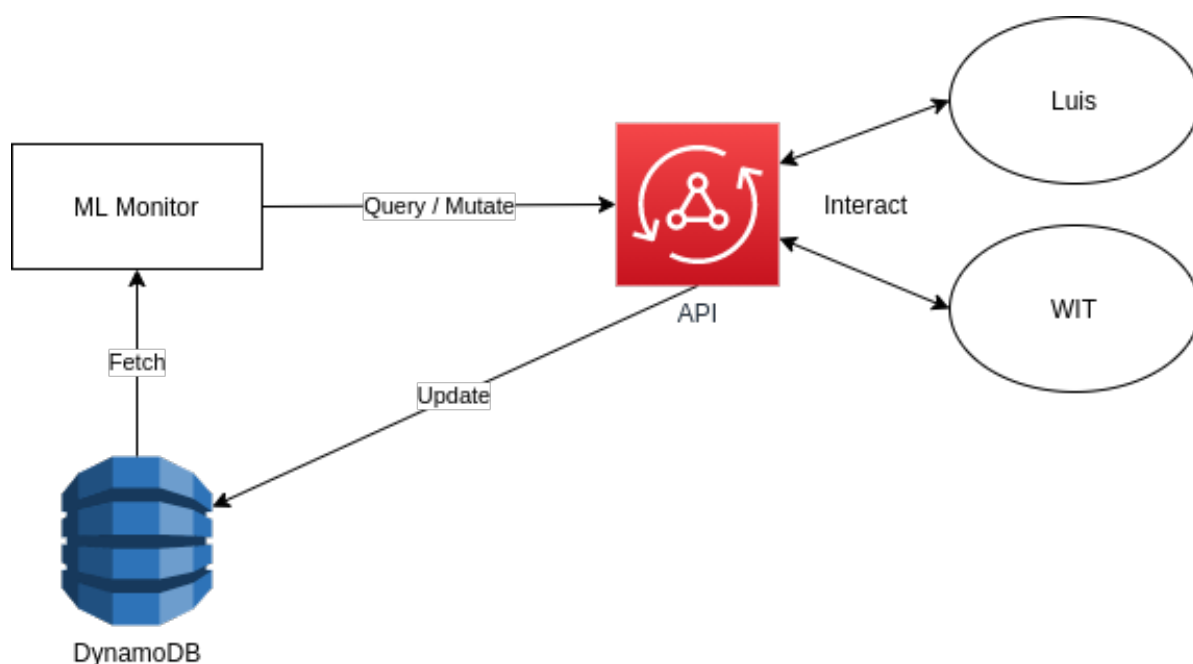 Luis
ML Monitor
Query / Mutate
Interact
API
WIT
Fetch
Update
DynamoDB